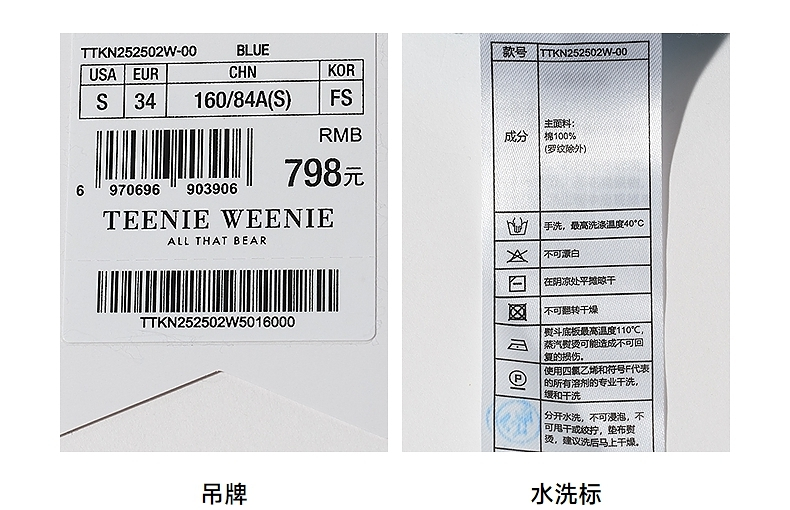 TTKN252502W-00 BLUE
USA EUR CHN KOR
S 34 160/84A(S) FS
RMB
798元
6 970696 903906
TEENIE WEENIE
ALL THAT BEAR
TTKN252502W5016000
吊牌
款号 TTKN252502W-00
成分
主面料:
棉100%
(罗纹除外)
手洗，最高洗涤温度40°C
不可漂白
在阴凉处平摊晾干
不可翻转干燥
熨斗底板最高温度110℃,
蒸汽熨烫可能造成不可回
复的损伤。
P
使用四氯乙烯和符号F代表
的所有溶剂的专业干洗,
缓和干洗
分开水洗，不可浸泡，不
可甩干或绞拧，垫布熨
烫，建议洗后马上干燥。
水洗标